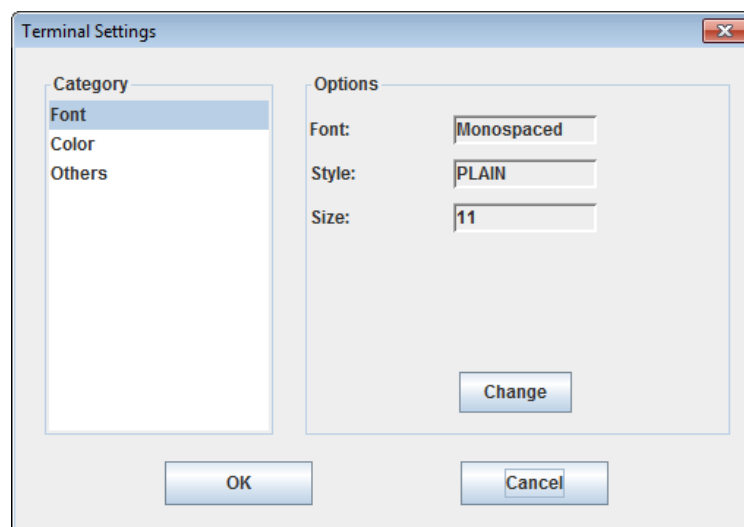 Terminal Settings
Category
Font
Color
Others
Options
Font: Monospaced
Style: PLAIN
Size: 11
Change
OK
Cancel